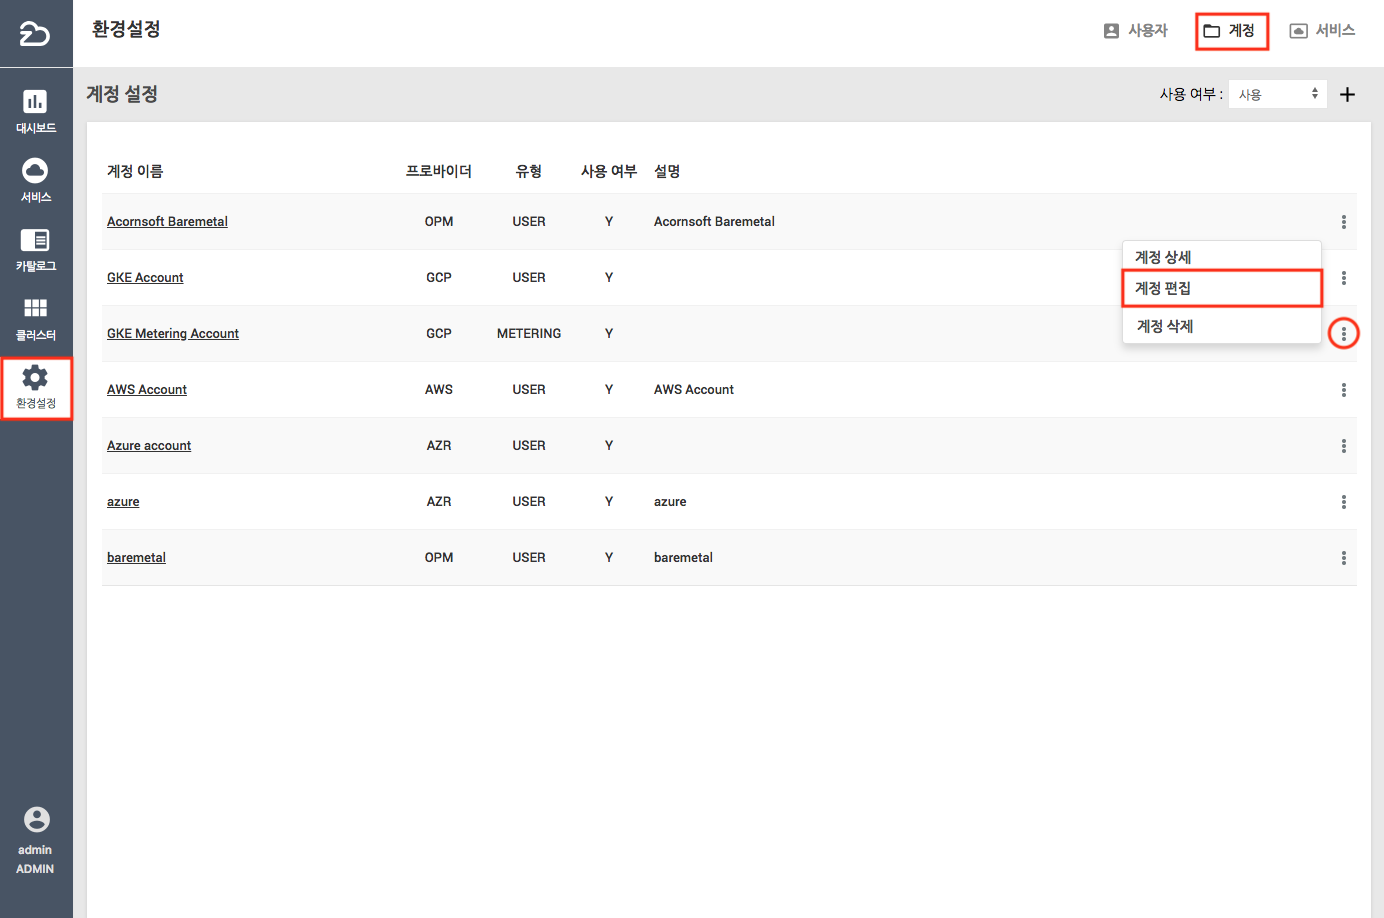 환경설정
사용자
계정
서비스
대시보드
서비스
카탈로그
클러스터
환경설정
admin
ADMIN
계정 설정
사용 여부 : 사용
계정 이름 프로바이더 유형 사용 여부 설명
Acornsoft Baremetal OPM USER Y Acornsoft Baremetal
GKE Account GCP USER Y
GKE Metering Account GCP METERING Y
AWS Account AWS USER Y AWS Account
Azure account AZR USER Y
azure AZR USER Y azure
baremetal OPM USER Y baremetal
계정 상세
계정 편집
계정 삭제